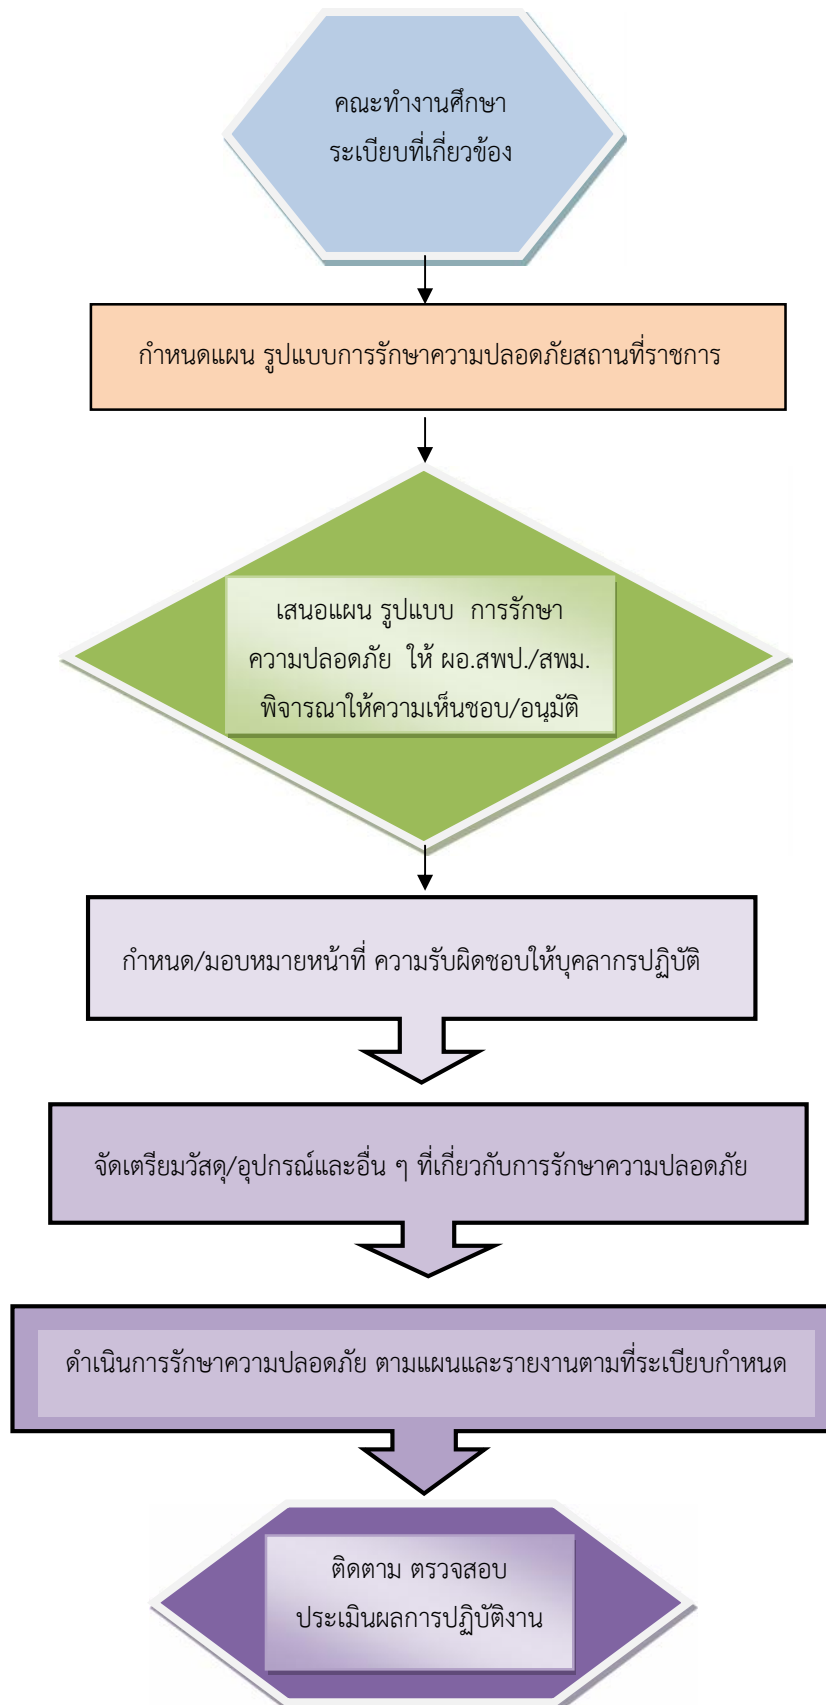 คณะทำงานศึกษา
ระเบียบที่เกี่ยวข้อง
กำหนดแผน รูปแบบการรักษาความปลอดภัยสถานที่ราชการ
เสนอแผน รูปแบบ การรักษา
ความปลอดภัย ให้ ผอ.สพป./สพม.
พิจารณาให้ความเห็นชอบ/อนุมัติ
กำหนด/มอบหมายหน้าที่ ความรับผิดชอบให้บุคลากรปฏิบัติ
จัดเตรียมวัสดุ/อุปกรณ์และอื่น ๆ ที่เกี่ยวกับการรักษาความปลอดภัย
ดำเนินการรักษาความปลอดภัย ตามแผนและรายงานตามที่ระเบียบกำหนด
ติดตาม ตรวจสอบ
ประเมินผลการปฏิบัติงาน